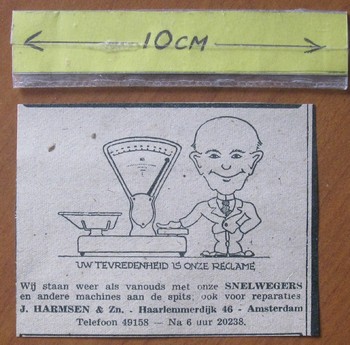 10CM
UW TEVREDENHEID IS ONZE RECLAME
Wij staan weer als vanouds met onze SNELWEGERS
en andere machines aan de spits, ook voor reparaties
J. HARMSEN & Zn. - Haarlemmerdijk 46 - Amsterdam
Telefoon 49158 — Na 6 uur 20238.